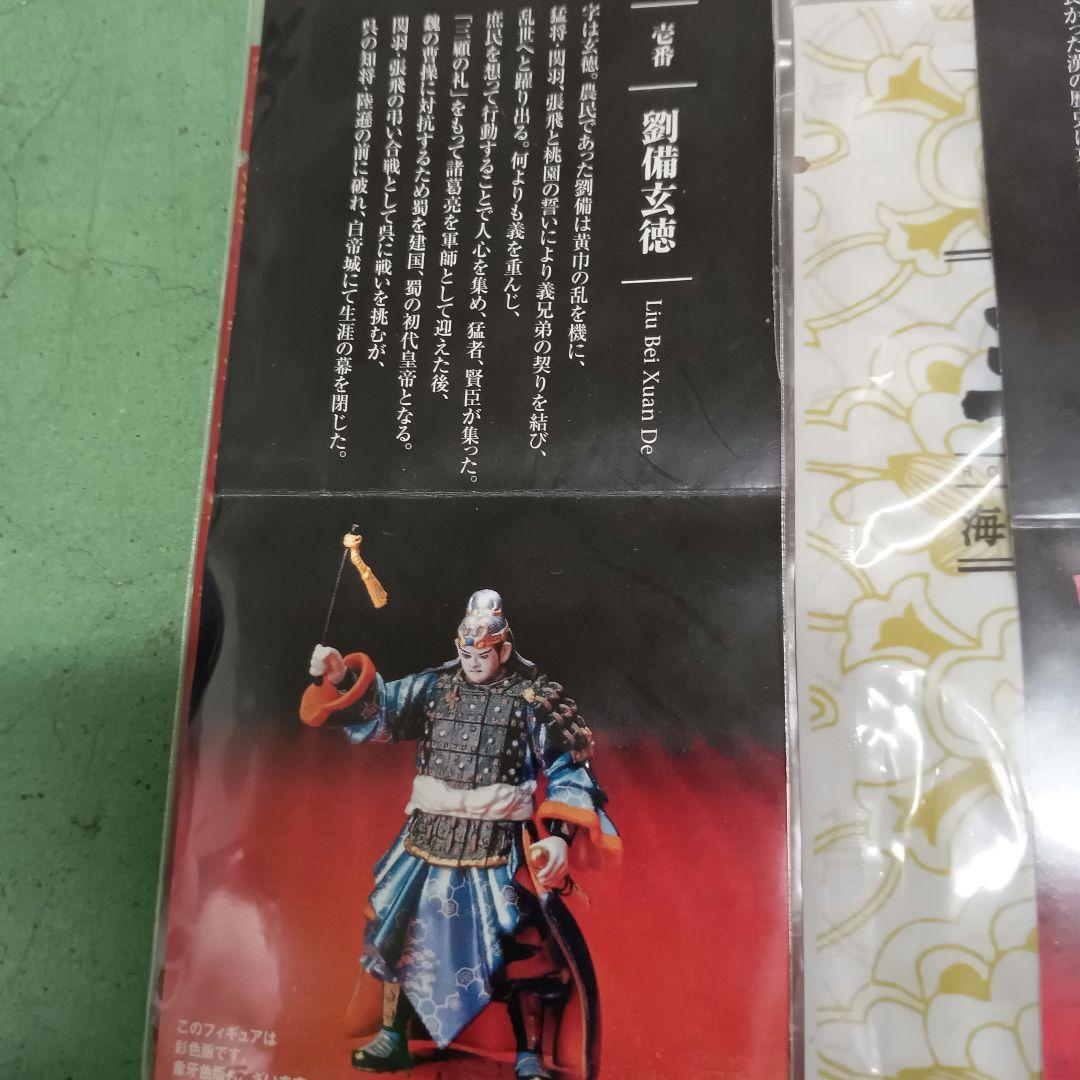 壱番
劉備玄徳
Liu Bei Xuan De
字は玄徳。農民であった劉備は黄巾の乱を機に、
猛将・関羽、張飛と桃園の誓いにより義兄弟の契りを結び、
乱世へと躍り出る。何よりも義を重んじ、
庶民を想って行動することで人心を集め、猛者、賢臣が集った。
「三顧の礼」をもって諸葛亮を軍師として迎えた後、
魏の曹操に対抗するため蜀を建国、蜀の初代皇帝となる。
関羽・張飛の弔い合戦として呉に戦いを挑むが、
呉の知将・陸遜の前に破れ、白帝城にて生涯の幕を閉じた。
このフィギュアは
彩色版です。
象牙色版も
海